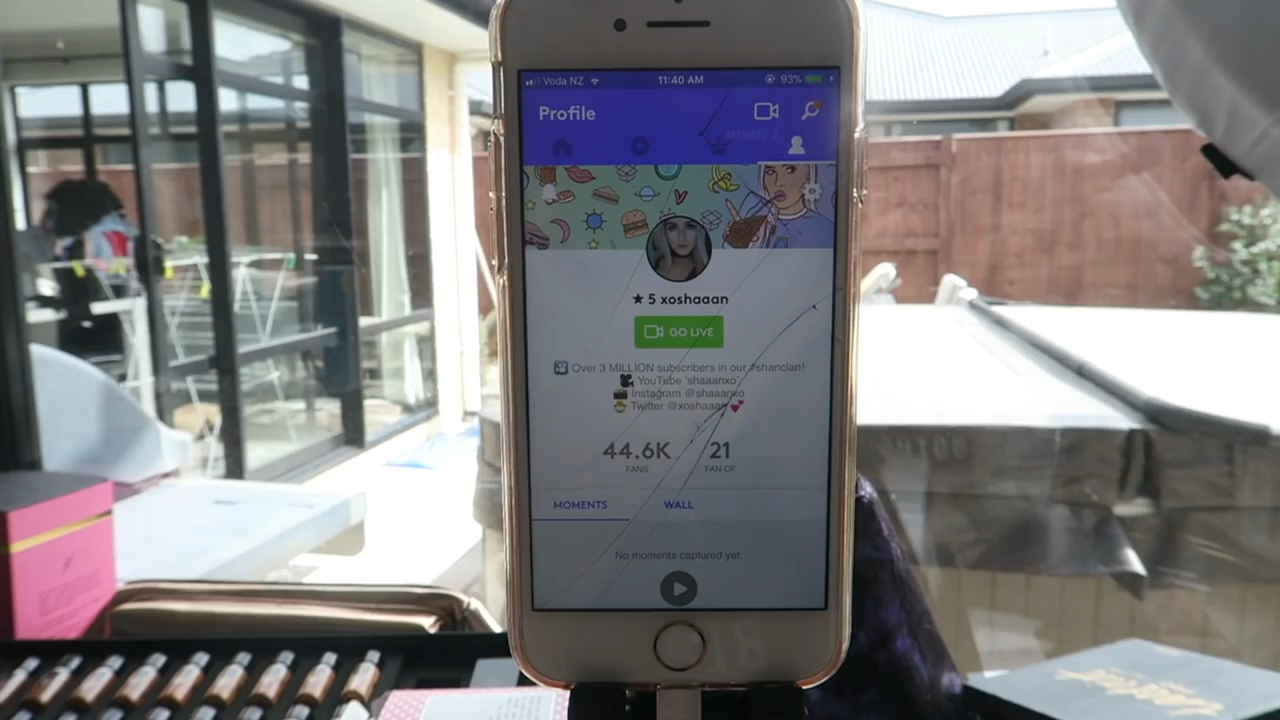 Voda NZ 11:40 AM 93%
Profile
★ 5 xoshaaan
GO LIVE
Over 3 MILLION subscribers in our #shanclan!
YouTube 'shaaanxo'
Instagram @shaaanxo
Twitter @xoshaaan
44.6K 21
FANS FAN OF
MOMENTS WALL
No moments captured yet.